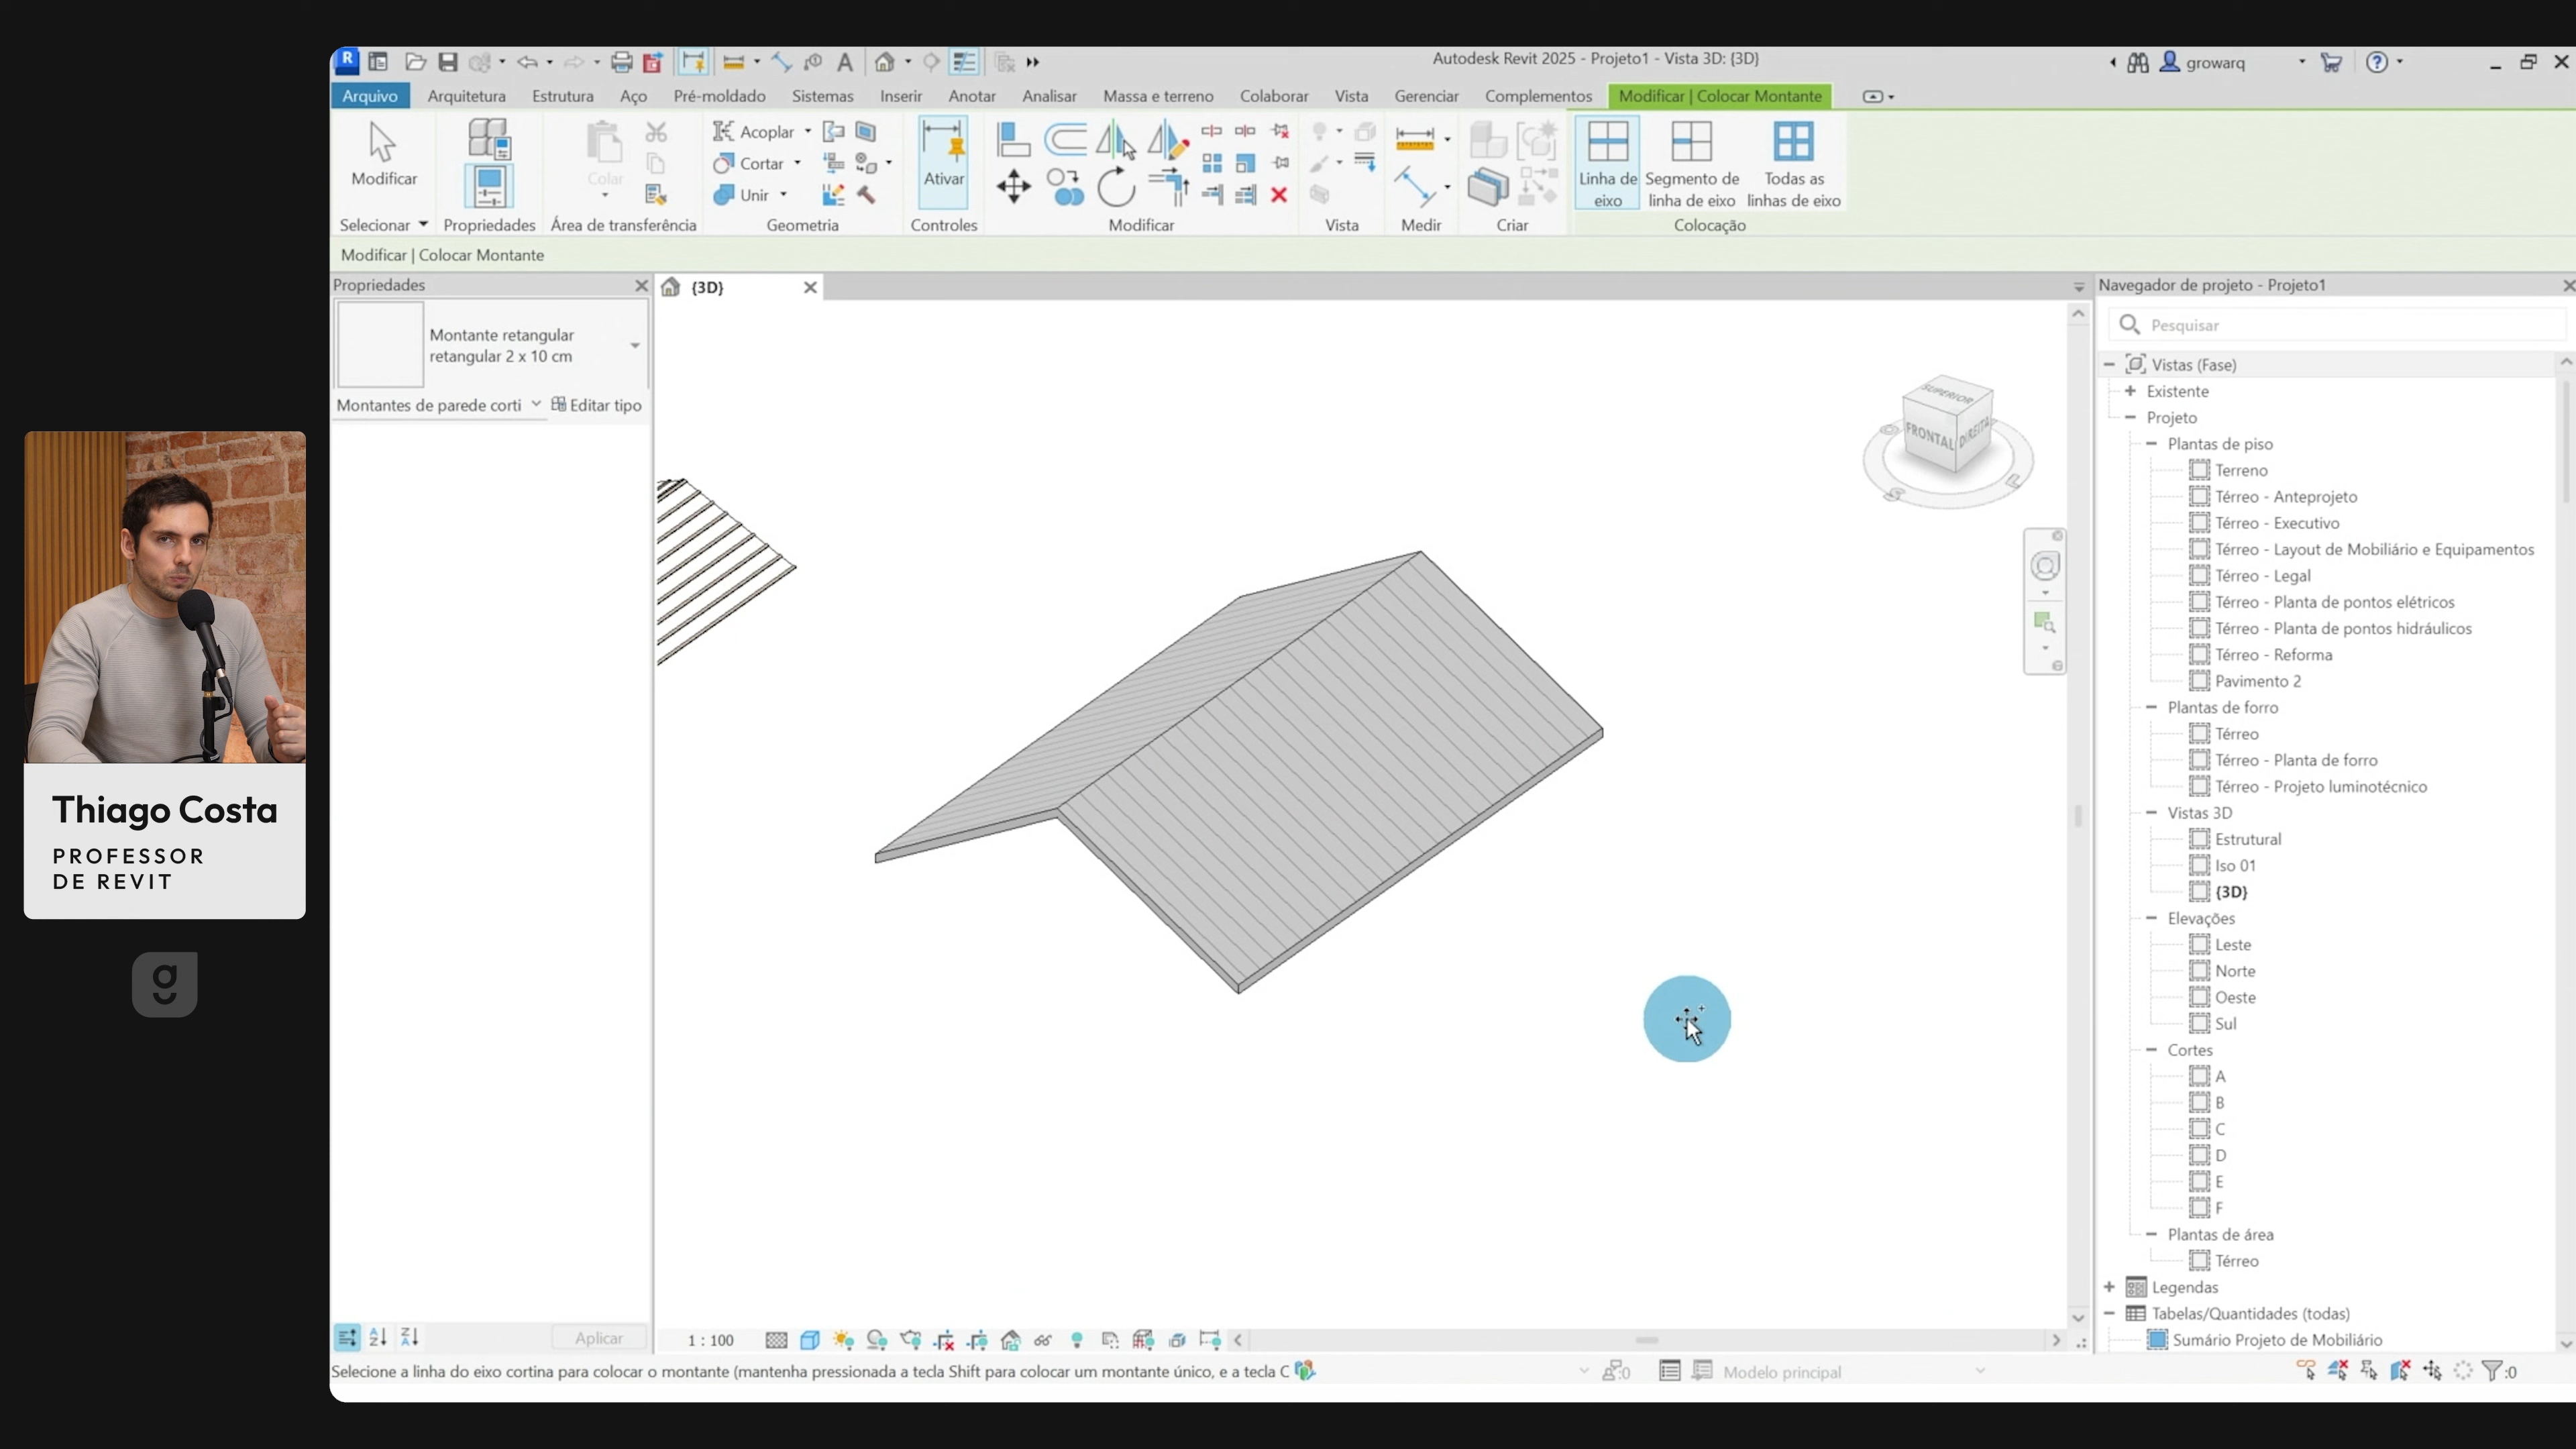 Autodesk Revit 2025 - Projeto1 - Vista 3D: {3D}
growarq
Arquivo
Arquitetura
Estrutura
Aço
Pré-moldado
Sistemas
Inserir
Anotar
Analisar
Massa e terreno
Colaborar
Vista
Gerenciar
Complementos
Modificar | Colocar Montante
Modificar
Colar
Acoplar
Cortar
Unir
Ativar
Linha de
eixo
Segmento de
linha de eixo
Todas as
linhas de eixo
Selecionar
Propriedades
Área de transferência
Geometria
Controles
Modificar
Vista
Medir
Criar
Colocação
Modificar | Colocar Montante
Propriedades
Montante retangular
retangular 2 x 10 cm
Montantes de parede corti
Editar tipo
Aplicar
{3D}
SUPERIOR
FRONTAL
DIREITA
S
L
1 : 100
Navegador de projeto - Projeto1
Pesquisar
Vistas (Fase)
Existente
Projeto
Plantas de piso
Terreno
Térreo - Anteprojeto
Térreo - Executivo
Térreo - Layout de Mobiliário e Equipamentos
Térreo - Legal
Térreo - Planta de pontos elétricos
Térreo - Planta de pontos hidráulicos
Térreo - Reforma
Pavimento 2
Plantas de forro
Térreo
Térreo - Planta de forro
Térreo - Projeto luminotécnico
Vistas 3D
Estrutural
Iso 01
{3D}
Elevações
Leste
Norte
Oeste
Sul
Cortes
A
B
C
D
E
F
Plantas de área
Térreo
Legendas
Tabelas/Quantidades (todas)
Sumário Projeto de Mobiliário
Selecione a linha do eixo cortina para colocar o montante (mantenha pressionada a tecla Shift para colocar um montante único, e a tecla C
:0
Modelo principal
:0
Thiago Costa
PROFESSOR
DE REVIT
g